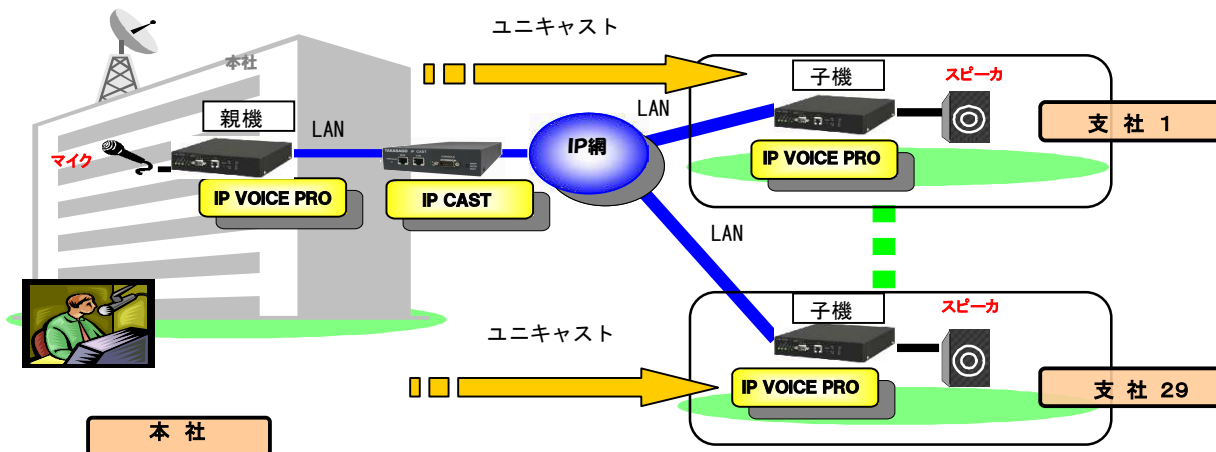 ユニキャスト
本社
親機
LAN
マイク
IP VOICE PRO
IP CAST
IP網
LAN
子機
スピーカ
支 社 1
IP VOICE PRO
LAN
ユニキャスト
子機
スピーカ
支 社 29
IP VOICE PRO
本 社